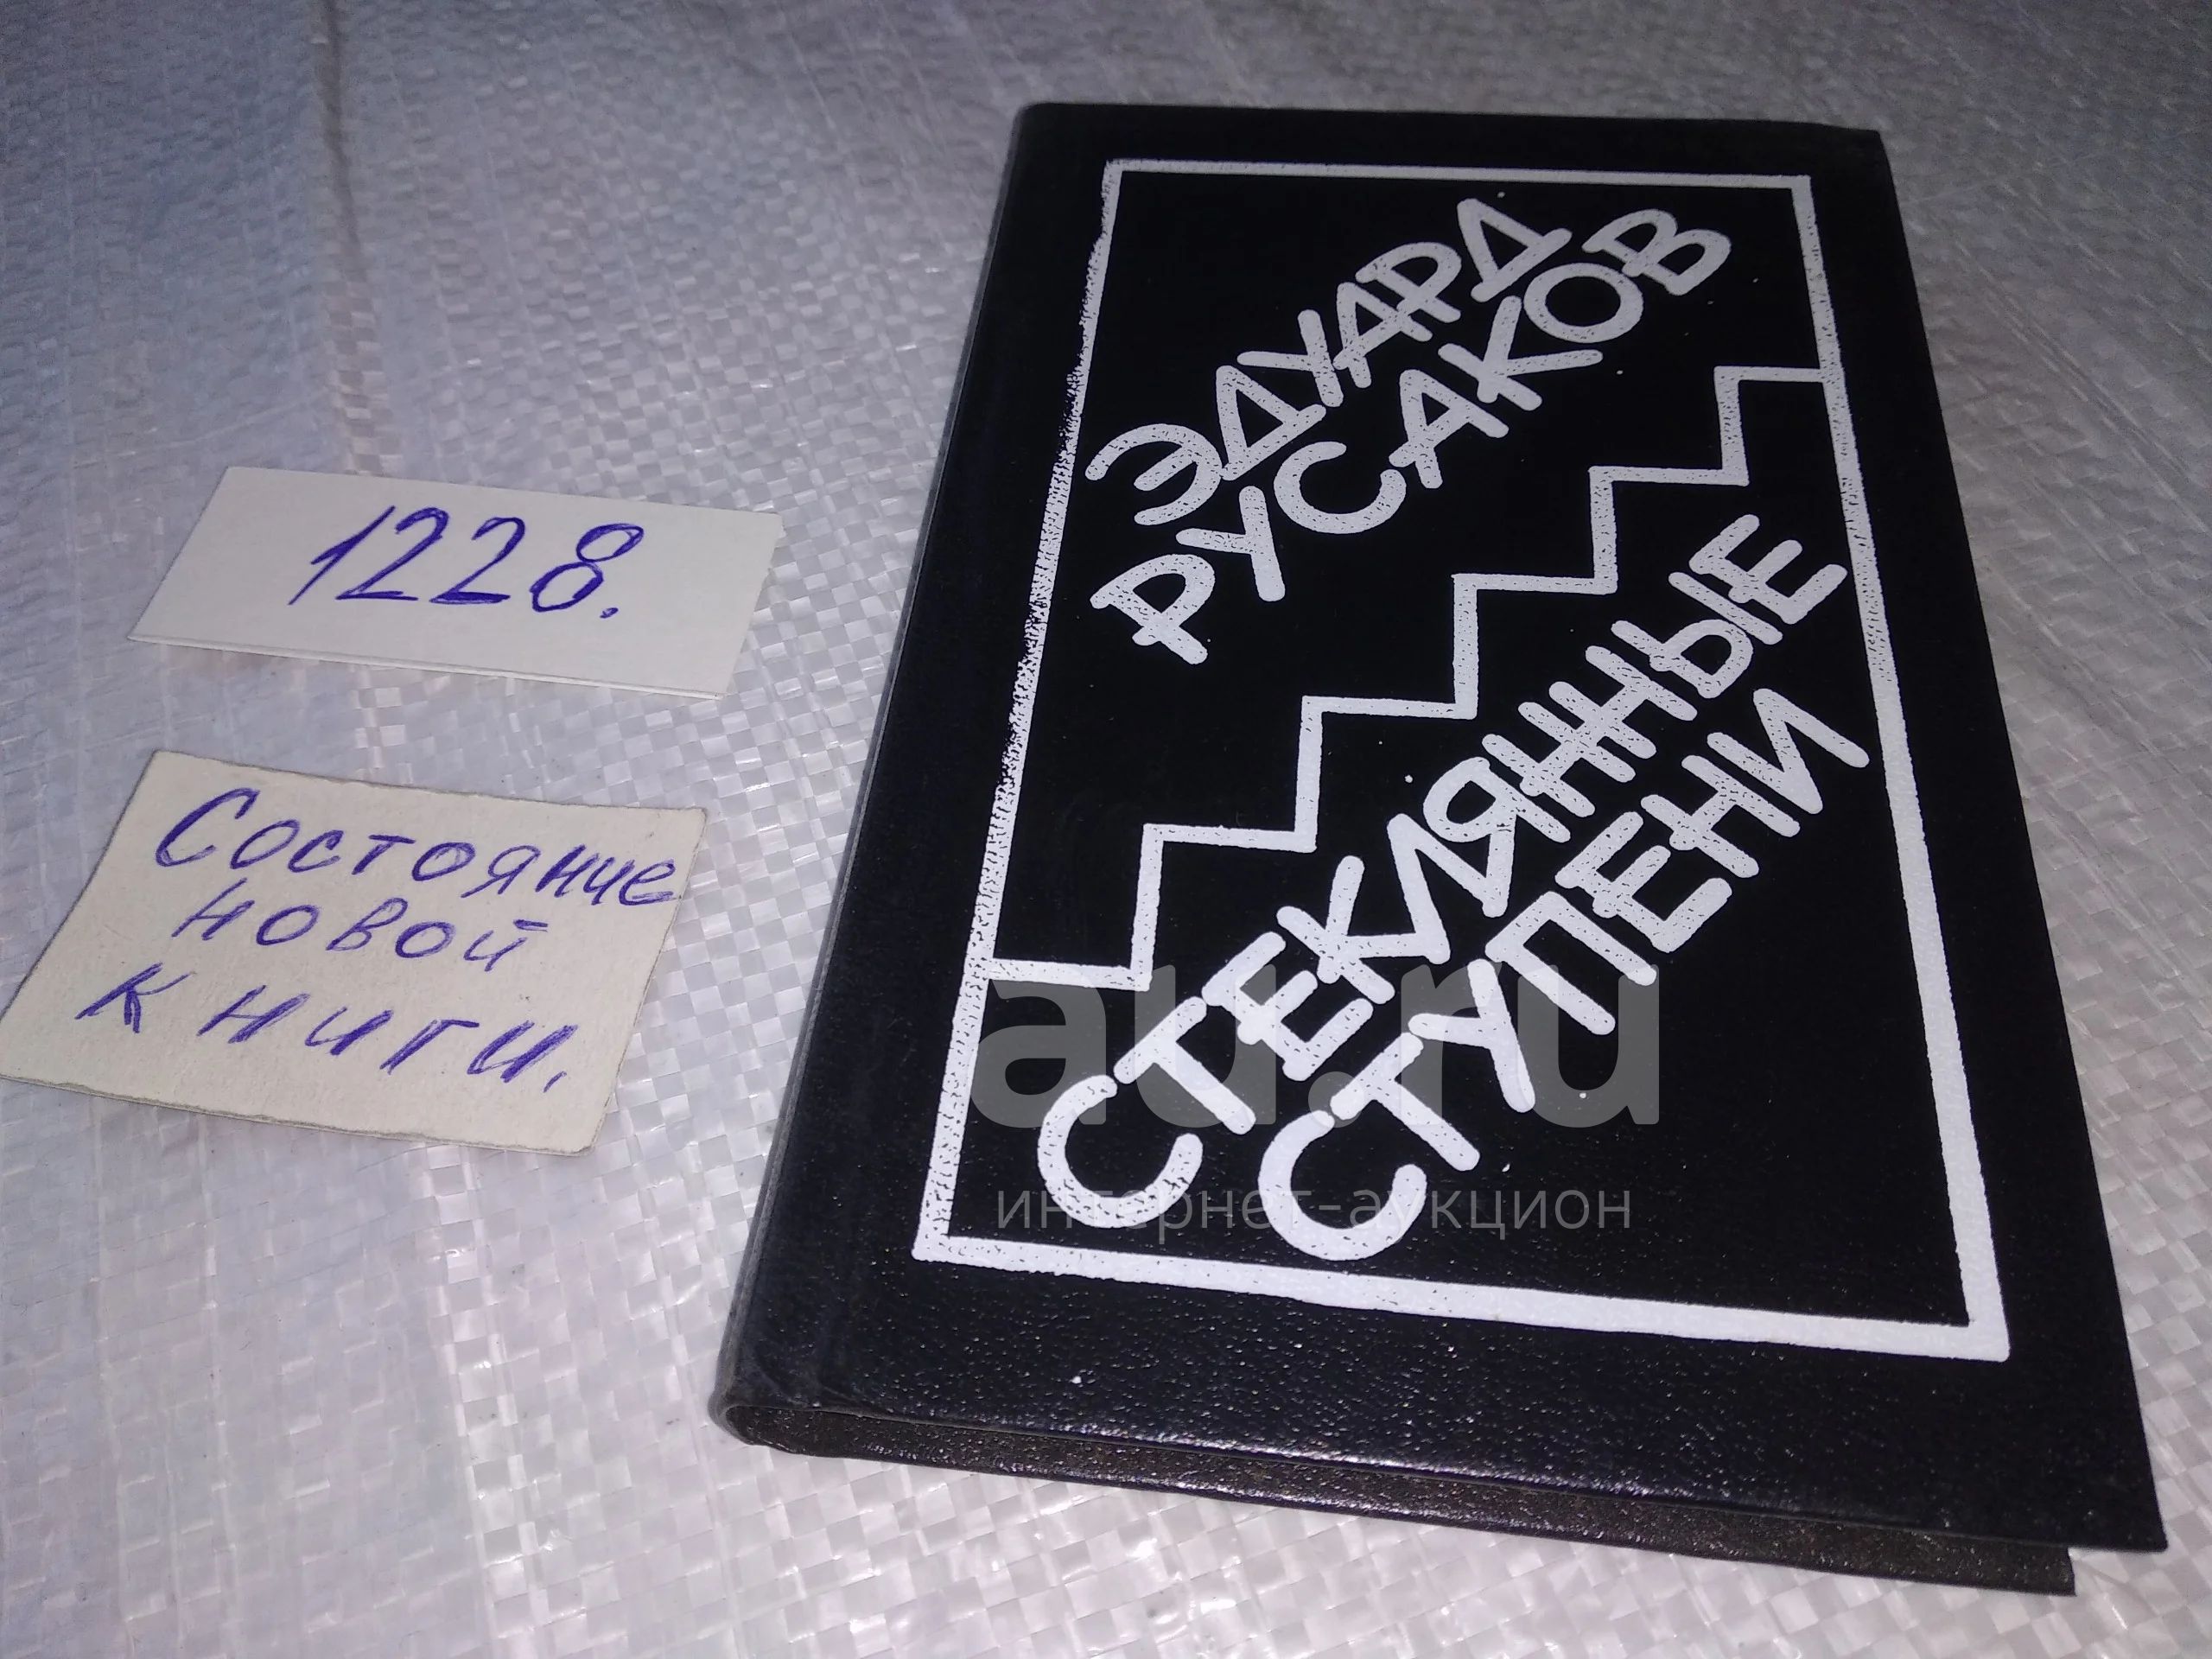 1228.
Состояние
новой
книги.
ЭДУАРД
РУСАКОВ
СТЕКЛЯННЫЕ
СТУПЕНИ
au.ru
интернет-аукцион